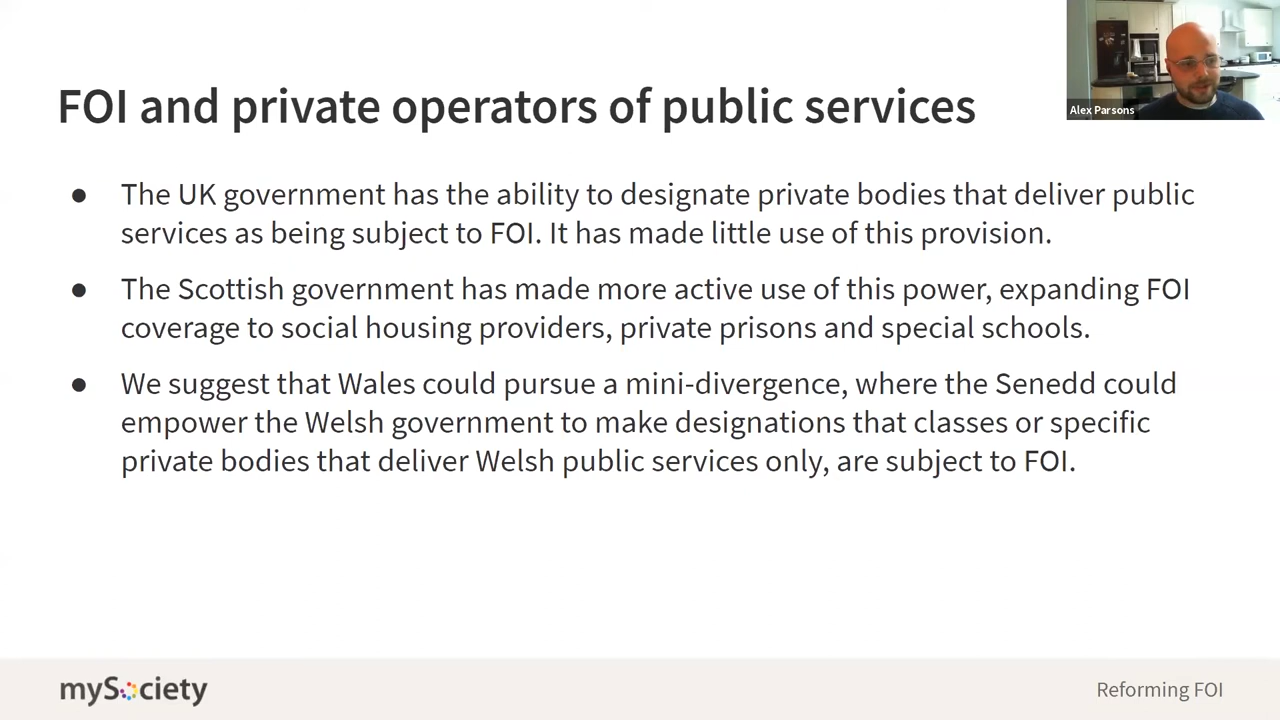 FOI and private operators of public services
Alex Parsons
● The UK government has the ability to designate private bodies that deliver public
services as being subject to FOI. It has made little use of this provision.
● The Scottish government has made more active use of this power, expanding FOI
coverage to social housing providers, private prisons and special schools.
● We suggest that Wales could pursue a mini-divergence, where the Senedd could
empower the Welsh government to make designations that classes or specific
private bodies that deliver Welsh public services only, are subject to FOI.
mySociety
Reforming FOI